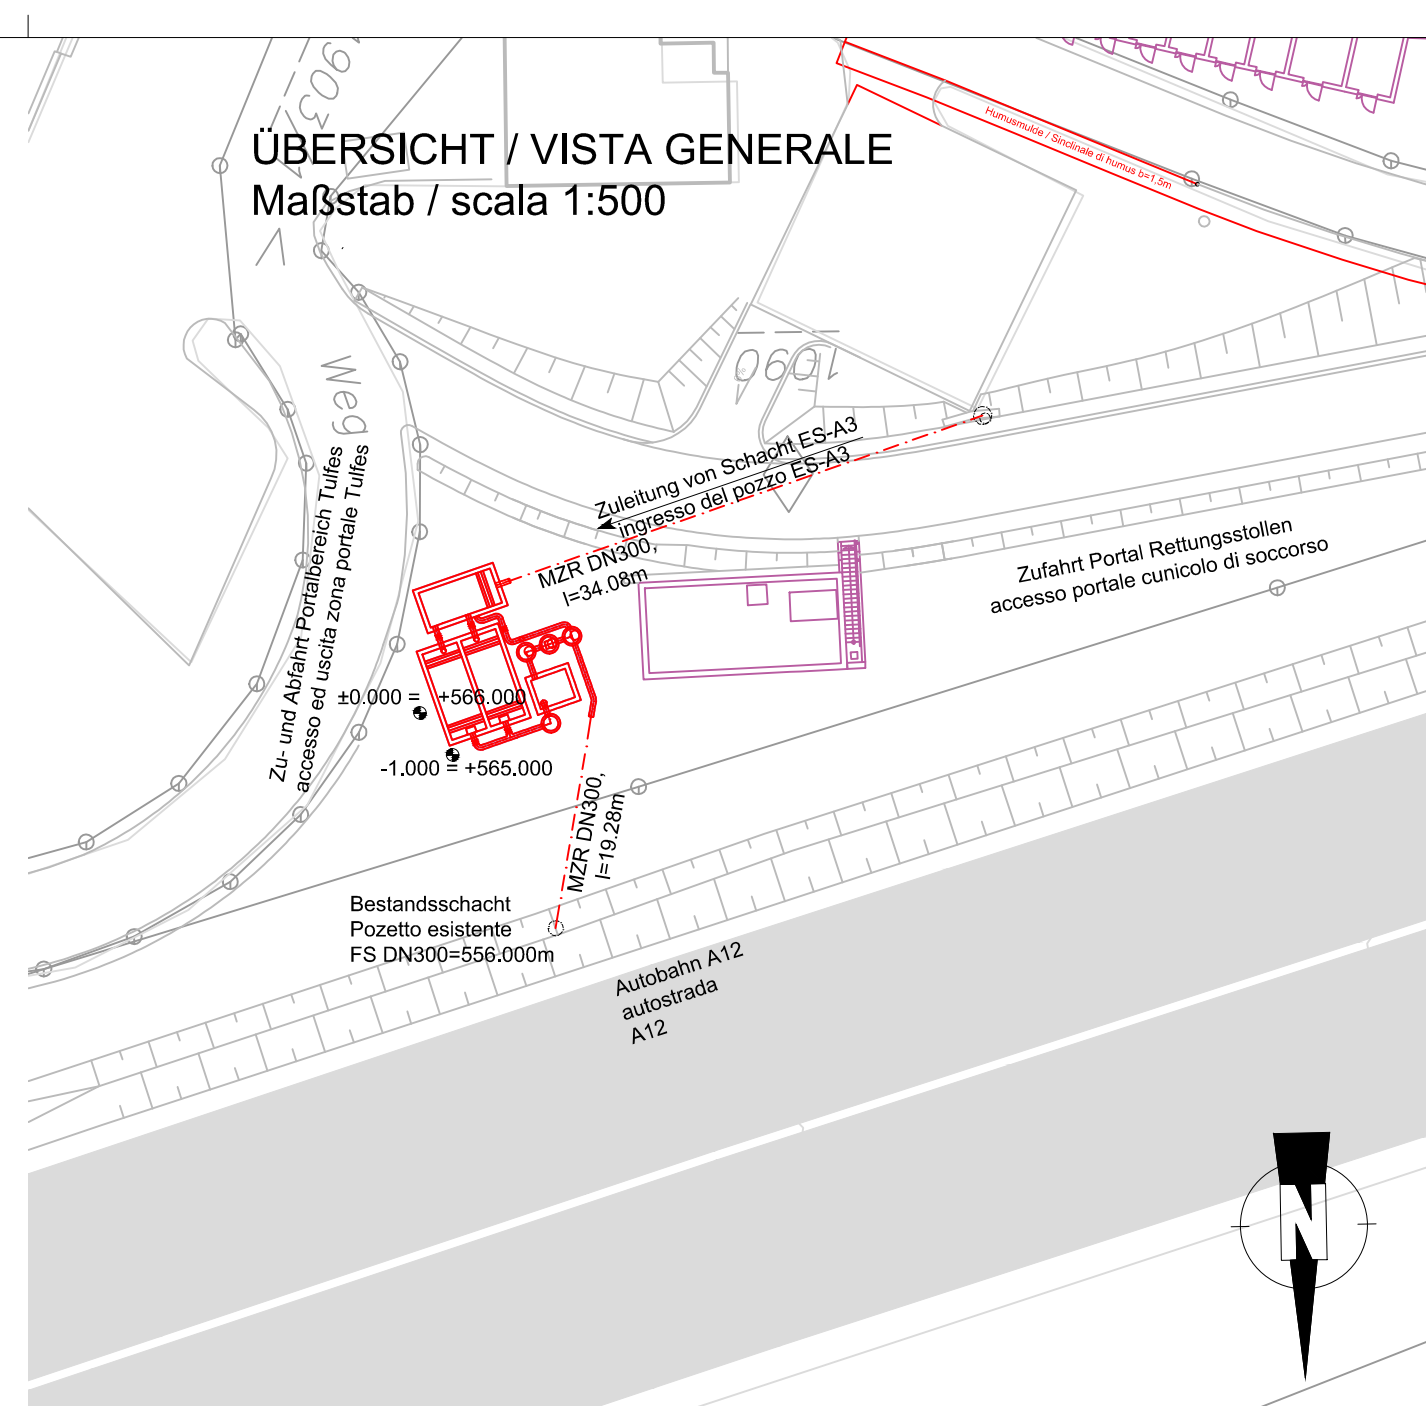 ÜBERSICHT / VISTA GENERALE
Maßstab / scala 1:500
Humusmulde / Sinclinale di humus b=1,5m
1090
Weg
Zuleitung von Schacht ES-A3
ingresso del pozzo ES-A3
MZR DN300,
l=34.08m
Zufahrt Portal Rettungsstollen
accesso portale cunicolo di soccorso
Zu- und Abfahrt Portalbereich Tulfes
accesso ed uscita zona portale Tulfes
±0.000 = +566.000
-1.000 = +565.000
MZR DN300,
l=19.28m
Bestandsschacht
Pozetto esistente
FS DN300=556.000m
Autobahn A12
autostrada
A12
N